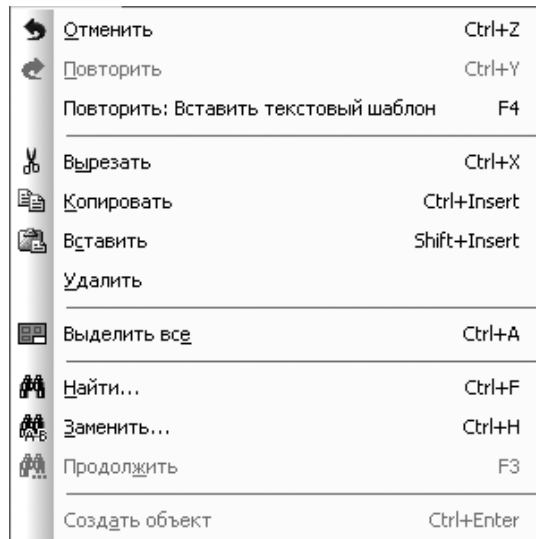 Отменить Ctrl+Z
Повторить Ctrl+Y
Повторить: Вставить текстовый шаблон F4
Вырезать Ctrl+X
Копировать Ctrl+Insert
Вставить Shift+Insert
Удалить
Выделить все Ctrl+A
Найти... Ctrl+F
Заменить... Ctrl+H
Продолжить F3
Создать объект Ctrl+Enter